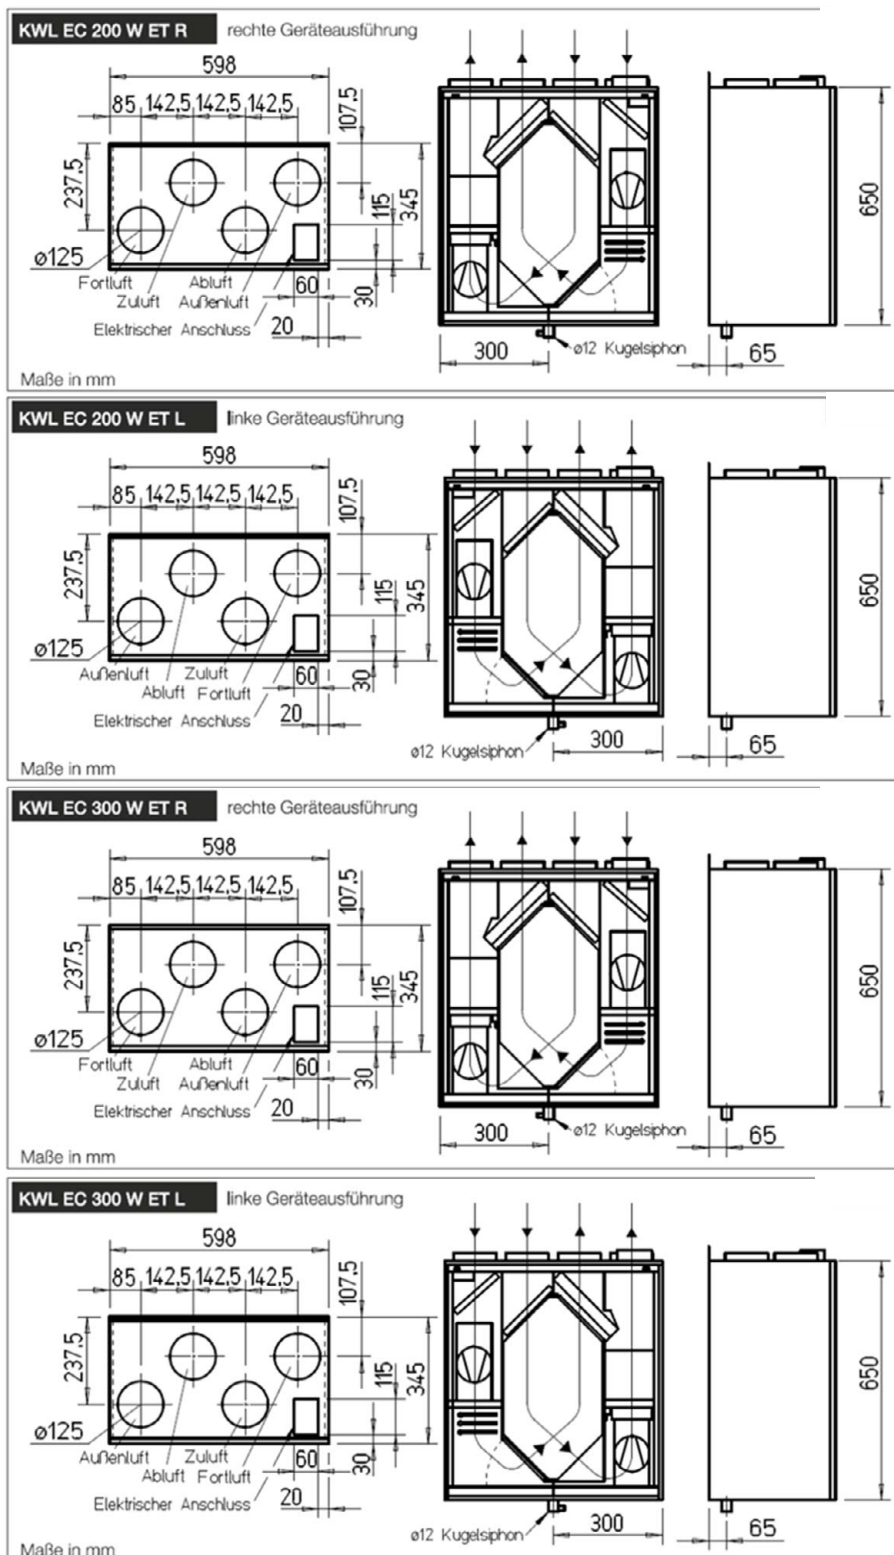 KWL EC 200 W ET R rechte Geräteausführung
598
85 142,5 142,5 142,5
107.5
237.5
115
345
650
ø125
Fortluft
Zuluft
Abluft
Außenluft
60
30
Elektrischer Anschluss
20
300
ø12 Kugelsiphon
65
Maße in mm
KWL EC 200 W ET L linke Geräteausführung
598
85 142,5 142,5 142,5
107.5
237.5
115
345
650
ø125
Außenluft
Abluft
Zuluft
Fortluft
60
30
Elektrischer Anschluss
20
ø12 Kugelsiphon
300
65
Maße in mm
KWL EC 300 W ET R rechte Geräteausführung
598
85 142,5 142,5 142,5
107.5
237.5
115
345
650
ø125
Fortluft
Zuluft
Abluft
Außenluft
60
30
Elektrischer Anschluss
20
300
ø12 Kugelsiphon
65
Maße in mm
KWL EC 300 W ET L linke Geräteausführung
598
85 142,5 142,5 142,5
107.5
237.5
115
345
650
ø125
Außenluft
Abluft
Zuluft
Fortluft
60
30
Elektrischer Anschluss
20
ø12 Kugelsiphon
300
65
Maße in mm